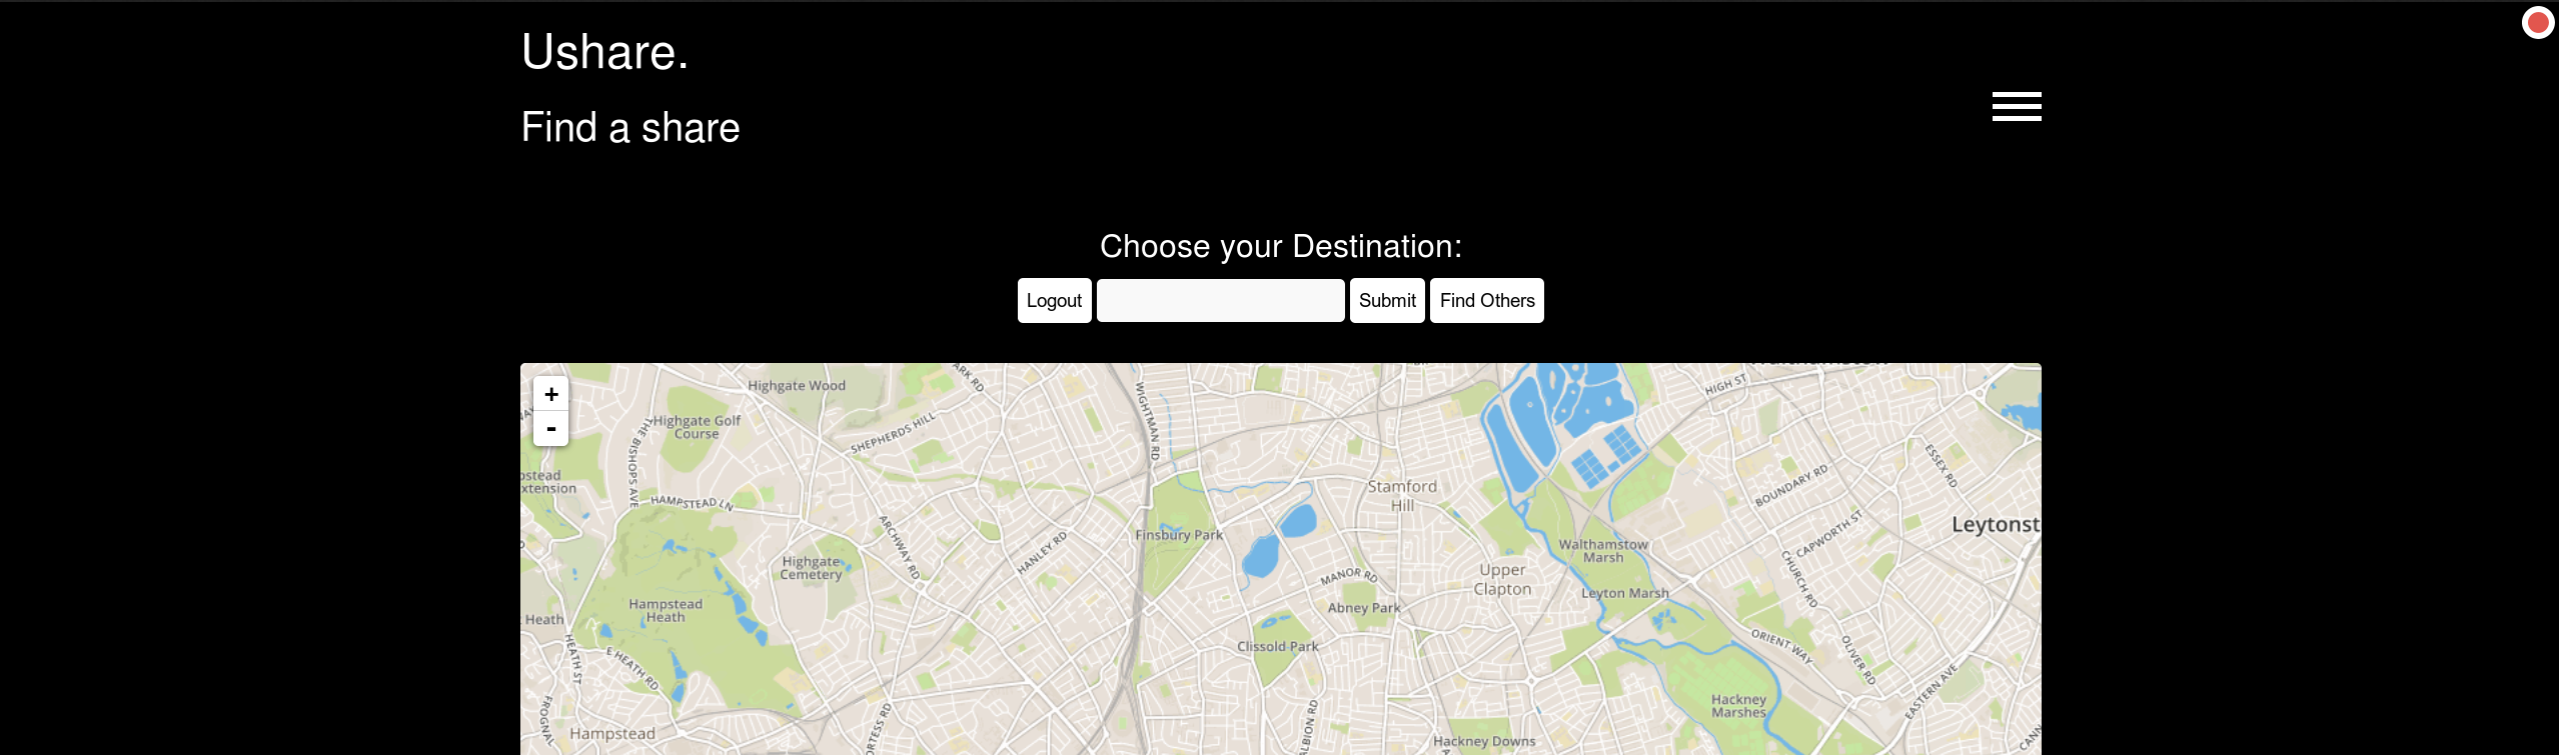 Ushare.
Find a share
Choose your Destination:
Logout
Submit
Find Others
+
-
Highgate Wood
ARK RD
WIGHTMAN RD
HIGH ST
Highgate Golf
Course
THE BISHOPS AVE
SHEPHERDS HILL
ESSEX RD
BOUNDARY RD
pstead
xtension
HAMPSTEAD LN
Stamford
Hill
ARCHWAY RD
HANLEY RD
Finsbury Park
CAPWORTH ST
Leytonst
Walthamstow
Marsh
Highgate
Cemetery
MANOR RD
Upper
Clapton
CHURCH RD
Leyton Marsh
Hampstead
Heath
Abney Park
Heath
HEATH ST
E HEATH RD
Clissold Park
ORIENT WAY
OLIVER RD
EASTERN AVE
Hackney
Marshes
FROGNAL
Hampstead
ORTESS RD
ALBION RD
Hackney Downs
CANN